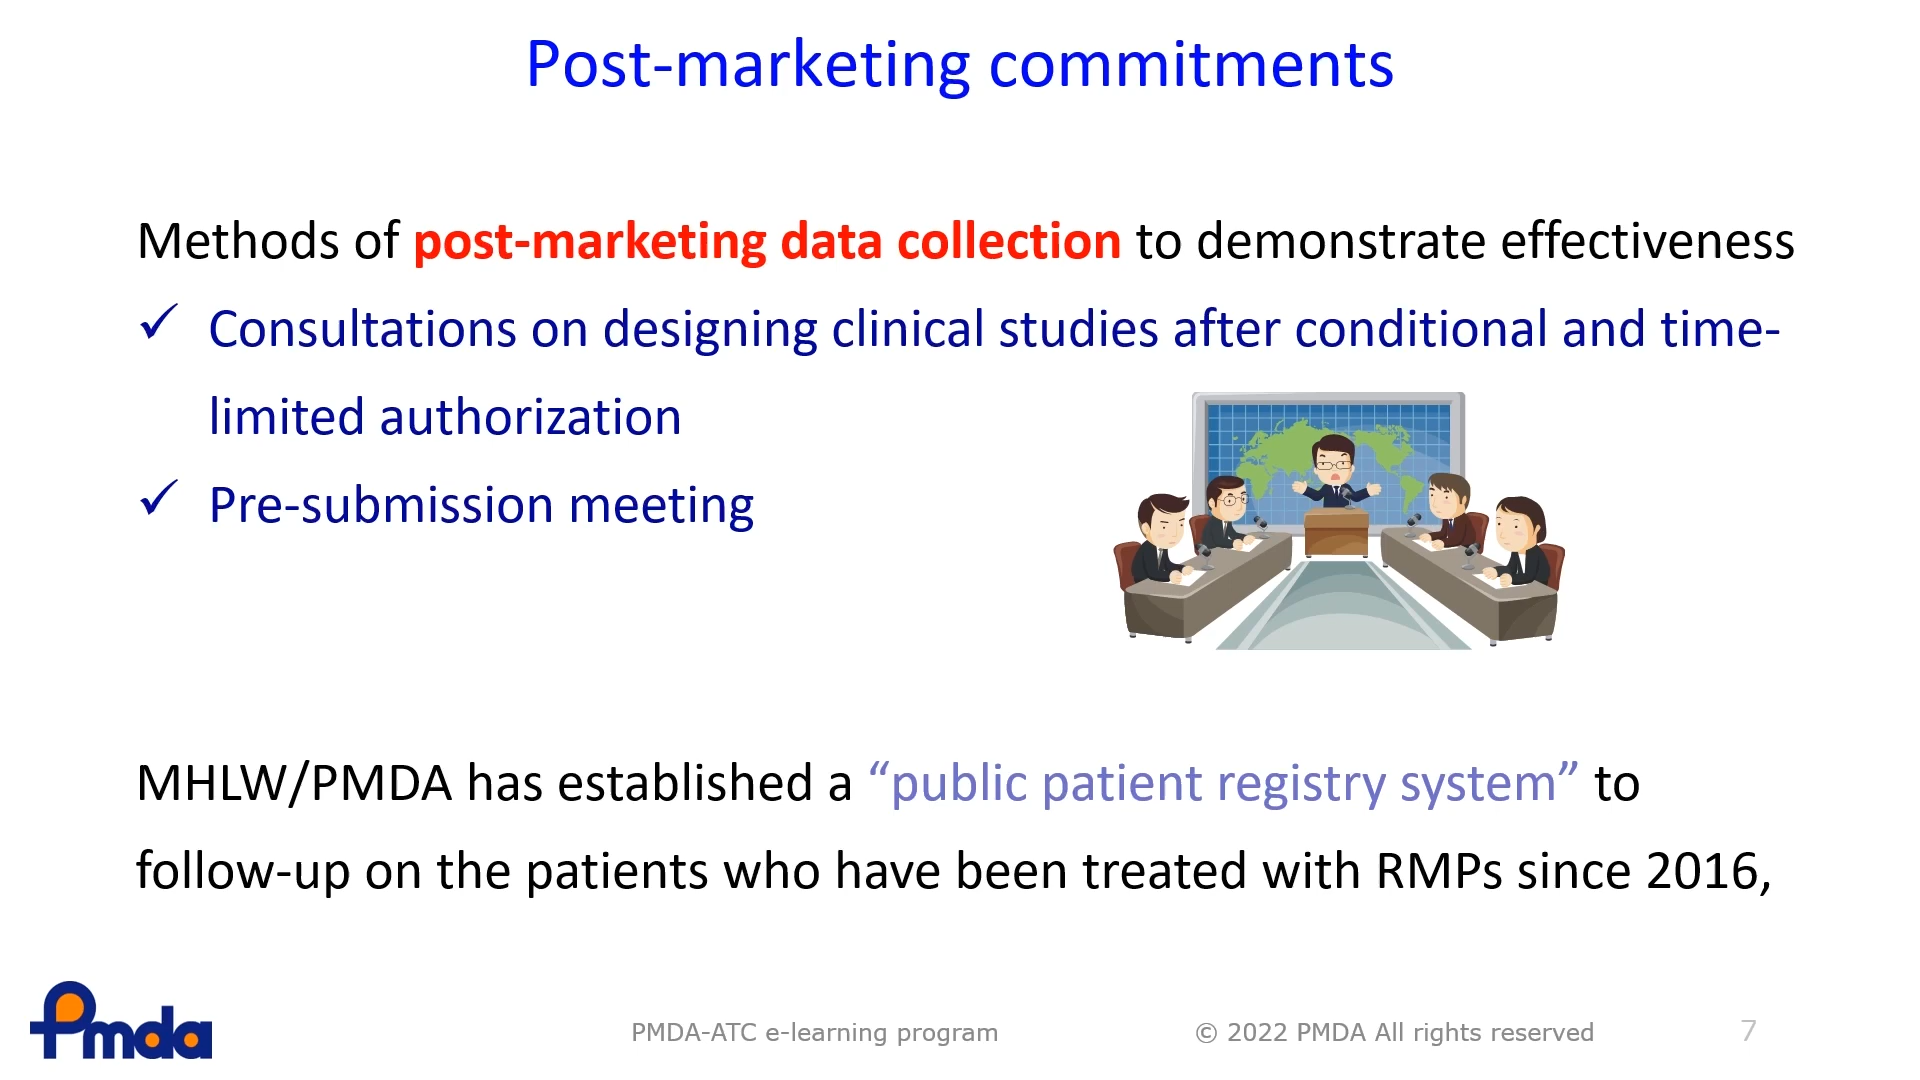 Post-marketing commitments
Methods of post-marketing data collection to demonstrate effectiveness
✓ Consultations on designing clinical studies after conditional and time-
limited authorization
✓ Pre-submission meeting
MHLW/PMDA has established a “public patient registry system” to
follow-up on the patients who have been treated with RMPs since 2016,
Pmda
PMDA-ATC e-learning program
© 2022 PMDA All rights reserved
7